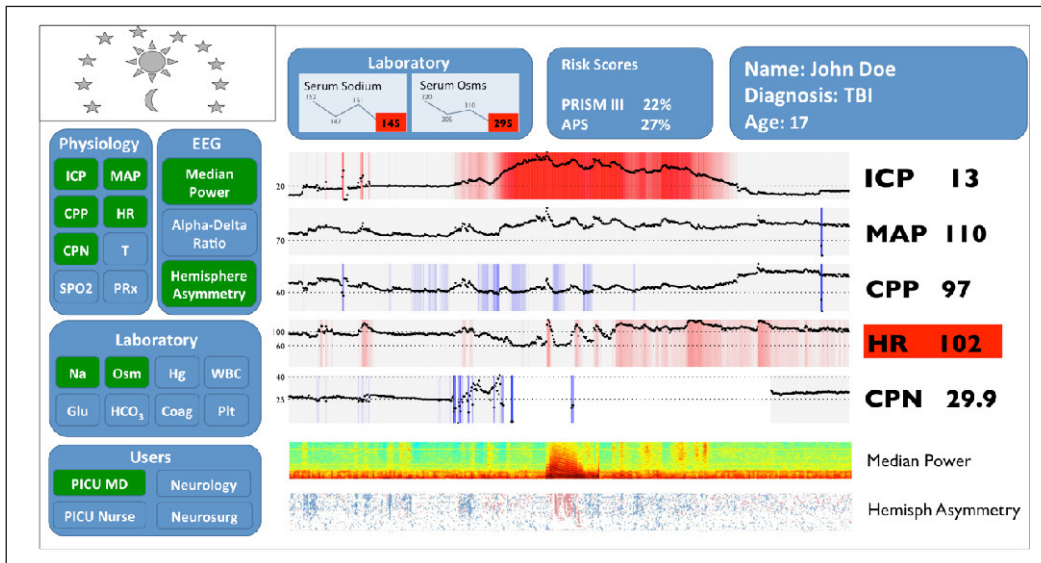 Laboratory
Serum Sodium
152
147
151
145
Serum Osms
320
305
310
295
Risk Scores
PRISM III 22%
APS 27%
Name: John Doe
Diagnosis: TBI
Age: 17
Physiology
ICP MAP
CPP HR
CPN T
SPO2 PRx
EEG
Median
Power
Alpha-Delta
Ratio
Hemisphere
Asymmetry
Laboratory
Na Osm Hg WBC
Glu HCO₃ Coag Plt
Users
PICU MD Neurology
PICU Nurse Neurosurg
20
ICP 13
70
MAP 110
60
CPP 97
100
60
HR 102
40
25
CPN 29.9
Median Power
Hemisph Asymmetry